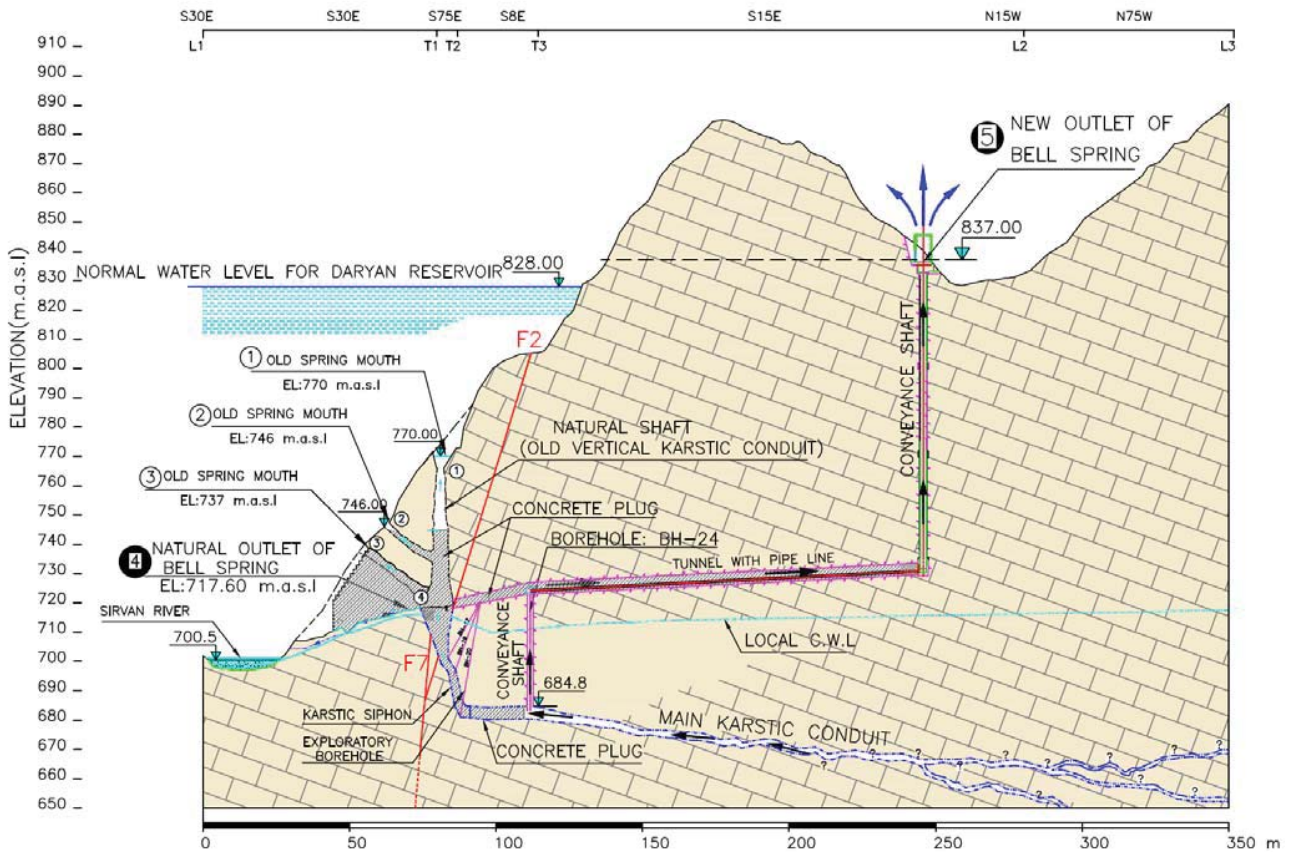 S30E S30E S75E S8E S15E N15W N75W
L1 T1 T2 T3 L2 L3
ELEVATION(m.a.s.l)
910
900
890
880
870
860
850
840
830
820
810
800
790
780
770
760
750
740
730
720
710
700
690
680
670
660
650
5 NEW OUTLET OF
BELL SPRING
837.00
NORMAL WATER LEVEL FOR DARYAN RESERVOIR 828.00
F2
1 OLD SPRING MOUTH
EL:770 m.a.s.l
2 OLD SPRING MOUTH
EL:746 m.a.s.l
3 OLD SPRING MOUTH
EL:737 m.a.s.l
4 NATURAL OUTLET OF
BELL SPRING
EL:717.60 m.a.s.l
SIRVAN RIVER
700.5
770.00
1
746.00
2
3
4
NATURAL SHAFT
(OLD VERTICAL KARSTIC CONDUIT)
CONCRETE PLUG
BOREHOLE: BH-24
TUNNEL WITH PIPE LINE
CONVEYANCE SHAFT
LOCAL G.W.L
F7
CONVEYANCE
SHAFT
684.8
KARSTIC SIPHON
EXPLORATORY
BOREHOLE
CONCRETE PLUG
MAIN KARSTIC CONDUIT
? ? ? ? ? ? ? ? ? ? ?
0 50 100 150 200 250 300 350 m